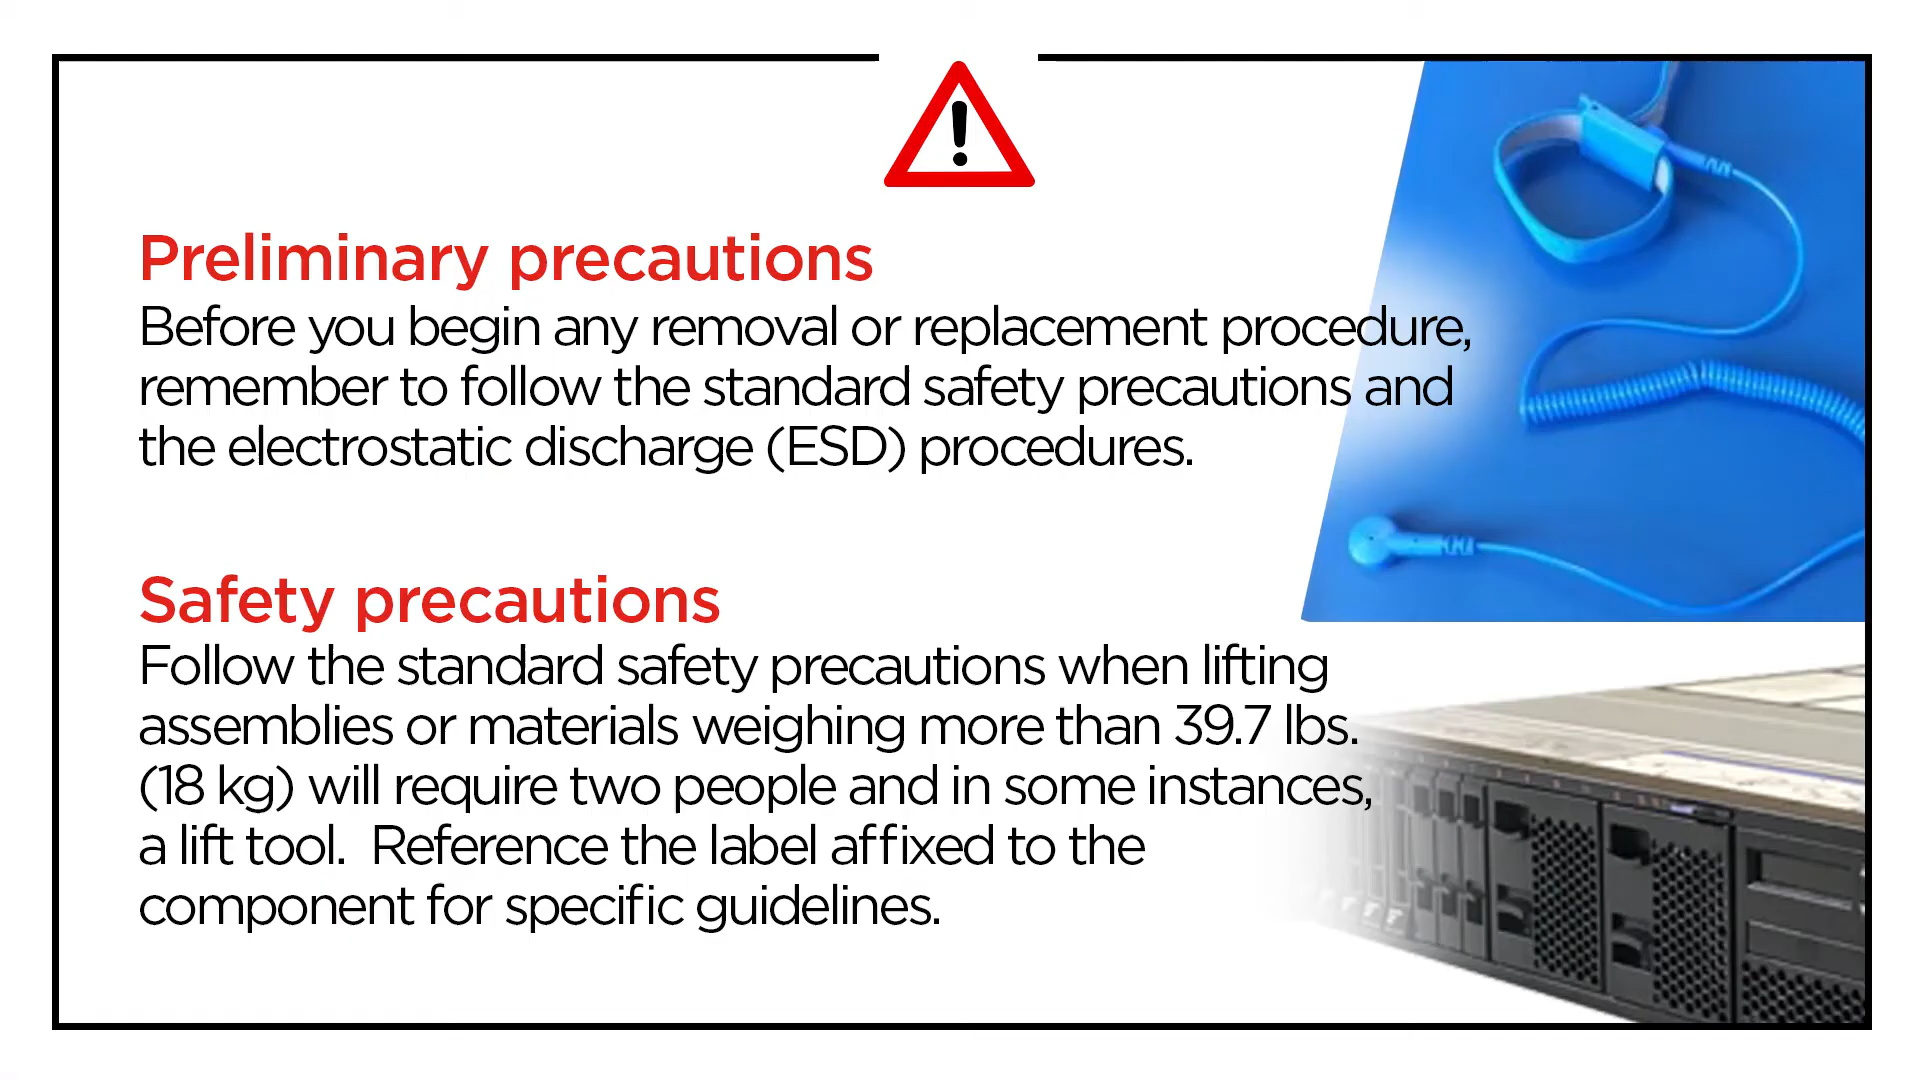 Preliminary precautions
Before you begin any removal or replacement procedure,
remember to follow the standard safety precautions and
the electrostatic discharge (ESD) procedures.
Safety precautions
Follow the standard safety precautions when lifting
assemblies or materials weighing more than 39.7 lbs.
(18 kg) will require two people and in some instances,
a lift tool.  Reference the label affixed to the
component for specific guidelines.